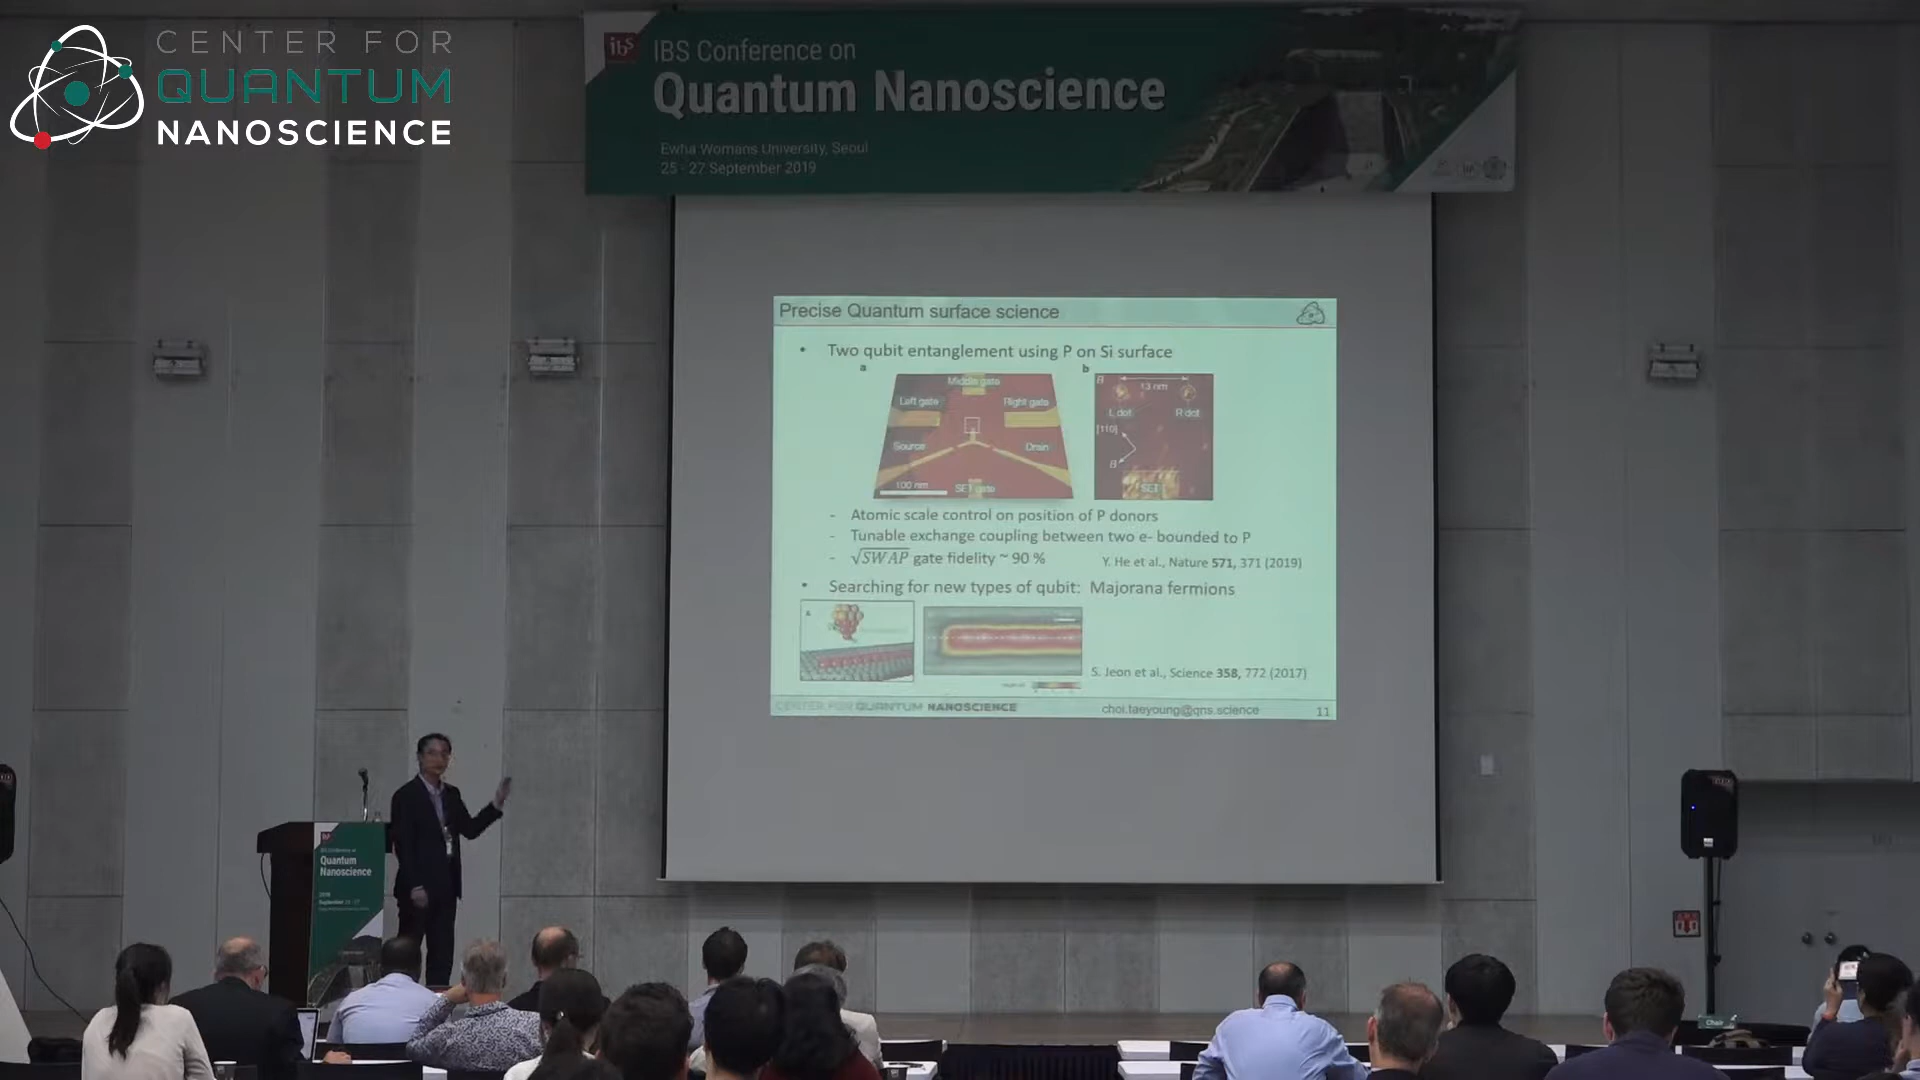 CENTER FOR
QUANTUM
NANOSCIENCE
ibs
IBS Conference on
Quantum Nanoscience
Ewha Womans University, Seoul
25 - 27 September 2019
Precise Quantum surface science
• Two qubit entanglement using P on Si surface
a
b
Middle gate
Left gate
Right gate
Source
Drain
100 nm
SET gate
B
13 nm
L dot
R dot
[110]
B
SET
- Atomic scale control on position of P donors
- Tunable exchange coupling between two e- bounded to P
- √SWAP gate fidelity ~ 90 %
Y. He et al., Nature 571, 371 (2019)
• Searching for new types of qubit: Majorana fermions
S. Jeon et al., Science 358, 772 (2017)
CENTER FOR QUANTUM NANOSCIENCE
choi.taeyoung@qns.science
11
Quantum
Nanoscience
Chair